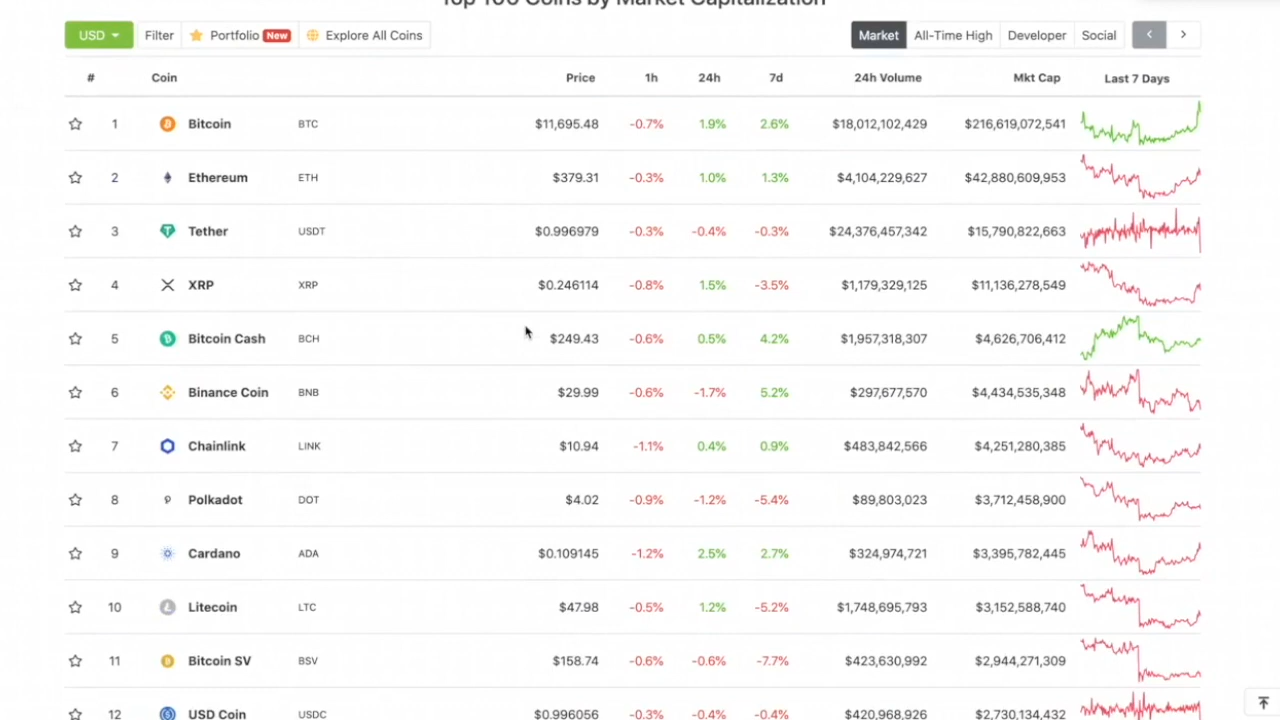 Top 100 Coins by Market Capitalization
USD Filter Portfolio New Explore All Coins Market All-Time High Developer Social
# Coin Price 1h 24h 7d 24h Volume Mkt Cap Last 7 Days
1 Bitcoin BTC $11,695.48 -0.7% 1.9% 2.6% $18,012,102,429 $216,619,072,541
2 Ethereum ETH $379.31 -0.3% 1.0% 1.3% $4,104,229,627 $42,880,609,953
3 Tether USDT $0.996979 -0.3% -0.4% -0.3% $24,376,457,342 $15,790,822,663
4 XRP XRP $0.246114 -0.8% 1.5% -3.5% $1,179,329,125 $11,136,278,549
5 Bitcoin Cash BCH $249.43 -0.6% 0.5% 4.2% $1,957,318,307 $4,626,706,412
6 Binance Coin BNB $29.99 -0.6% -1.7% 5.2% $297,677,570 $4,434,535,348
7 Chainlink LINK $10.94 -1.1% 0.4% 0.9% $483,842,566 $4,251,280,385
8 Polkadot DOT $4.02 -0.9% -1.2% -5.4% $89,803,023 $3,712,458,900
9 Cardano ADA $0.109145 -1.2% 2.5% 2.7% $324,974,721 $3,395,782,445
10 Litecoin LTC $47.98 -0.5% 1.2% -5.2% $1,748,695,793 $3,152,588,740
11 Bitcoin SV BSV $158.74 -0.6% -0.6% -7.7% $423,630,992 $2,944,271,309
12 USD Coin USDC $0.996056 -0.3% -0.4% -0.4% $420,968,926 $2,730,134,432